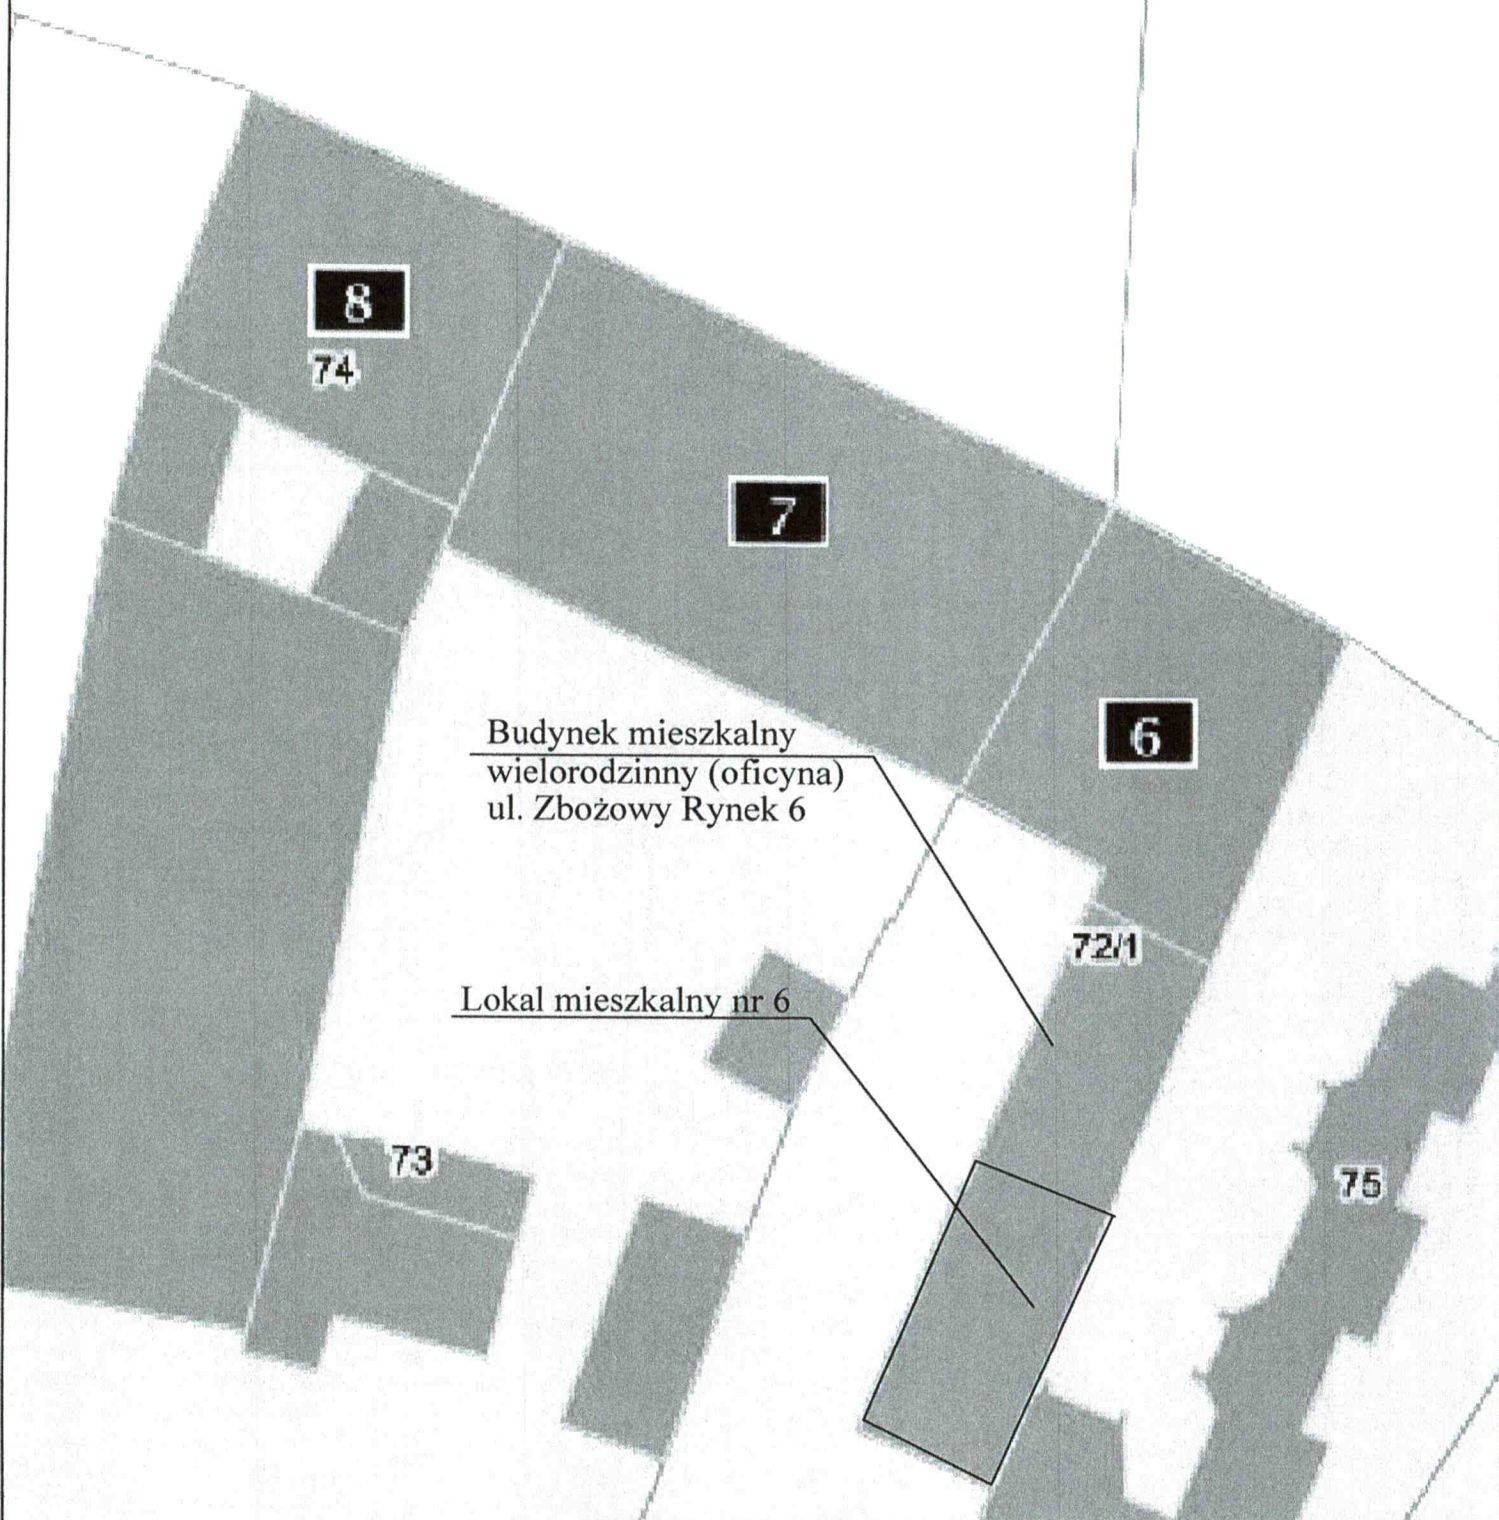 8
74
7
6
Budynek mieszkalny
wielorodzinny (oficyna)
ul. Zbożowy Rynek 6
72/1
Lokal mieszkalny nr 6
73
75